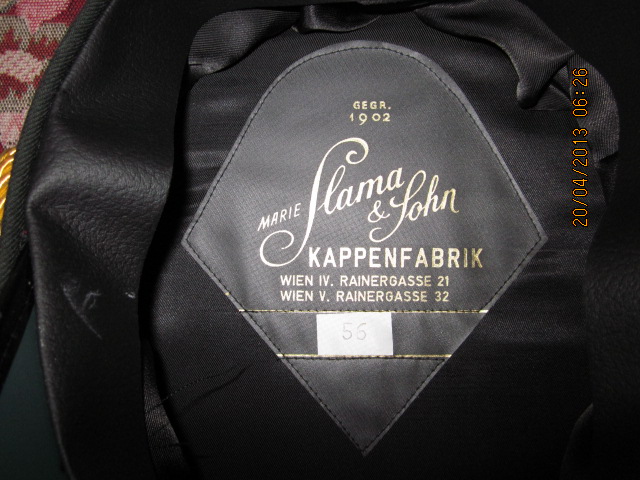 GEGR.
1902
MARIE Slama
& Sohn
KAPPENFABRIK
WIEN IV. RAINERGASSE 21
WIEN V. RAINERGASSE 32
56
20/04/2013 06:26